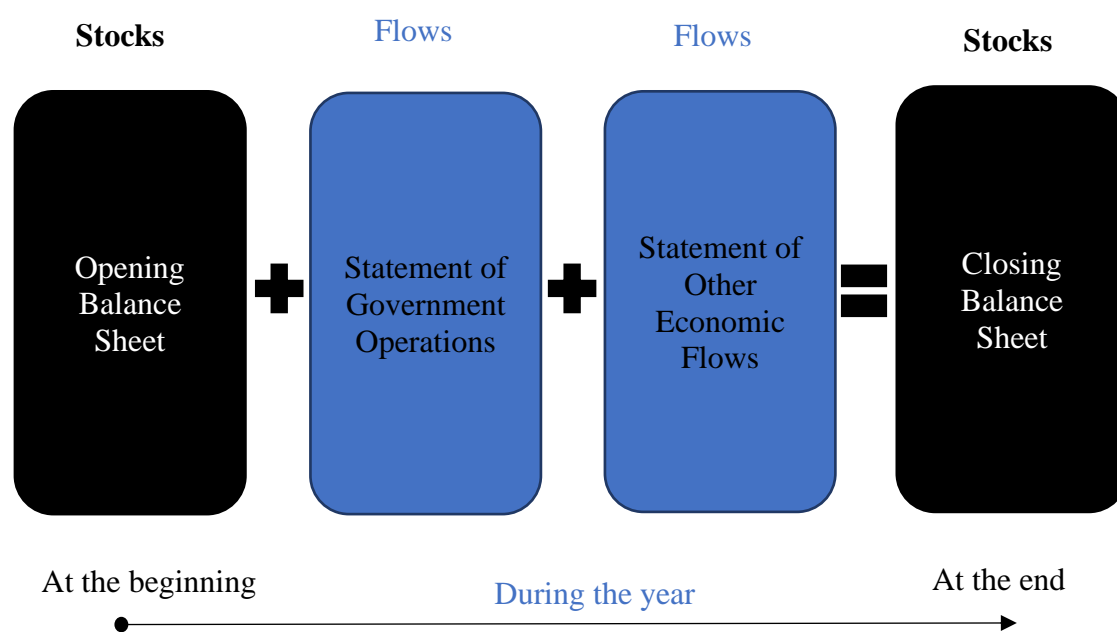 Stocks
Flows
Flows
Stocks
Opening
Balance
Sheet
Statement of
Government
Operations
Statement of
Other
Economic
Flows
Closing
Balance
Sheet
At the beginning
During the year
At the end